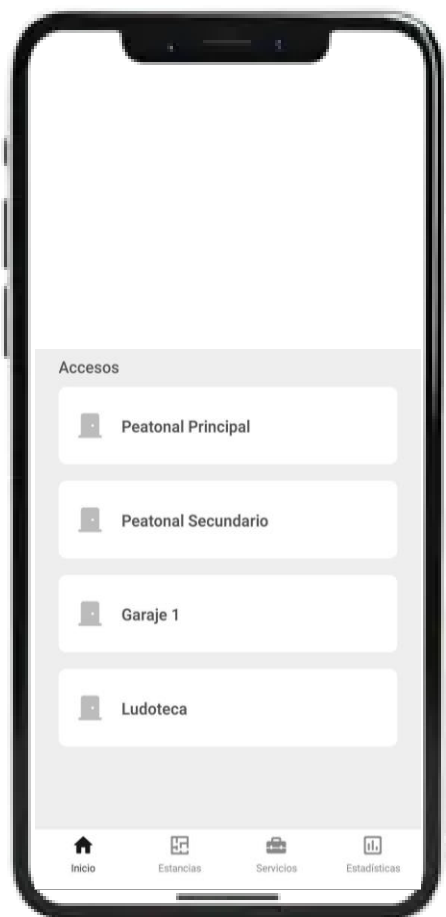 Accesos
Peatonal Principal
Peatonal Secundario
Garaje 1
Ludoteca
Inicio
Estancias
Servicios
Estadísticas